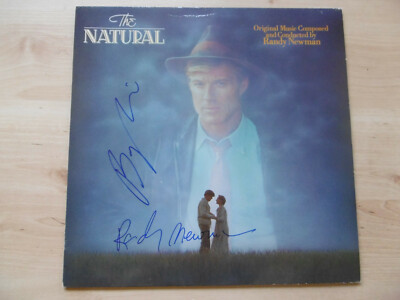 The
NATURAL
Original Music Composed
and Conducted by
Randy Newman
Randy Newman